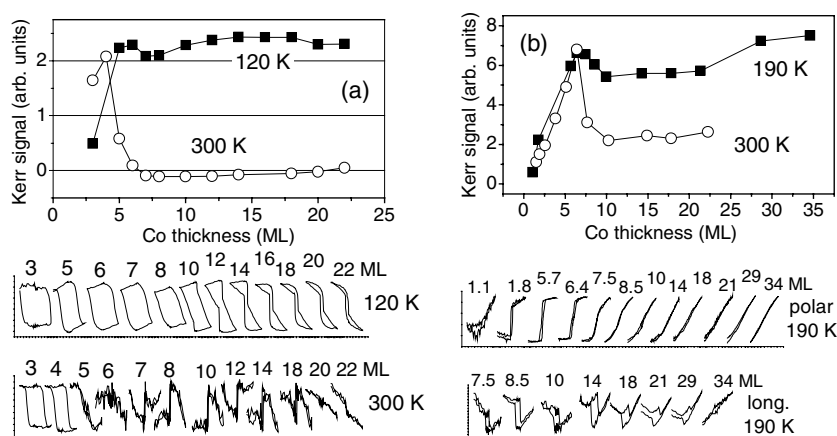 Kerr signal (arb. units)
2
1
0
120 K
(a)
300 K
0 5 10 15 20 25
Co thickness (ML)
3 5 6 7 8 10 12 14 16 18 20 22 ML
120 K
3 4 5 6 7 8 10 12 14 18 20 22 ML
300 K
Kerr signal (arb. units)
8
6
4
2
0
(b)
190 K
300 K
0 5 10 15 20 25 30 35
Co thickness (ML)
1.1 1.8 5.7 6.4 7.5 8.5 10 14 18 21 29 34 ML
polar
190 K
7.5 8.5 10 14 18 21 29 34 ML
long.
190 K